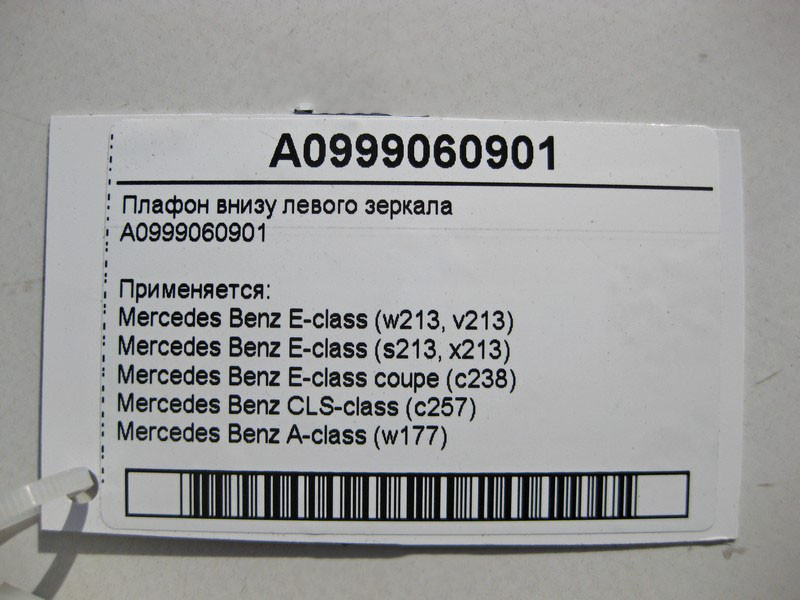 A0999060901
Плафон внизу левого зеркала
A0999060901
Применяется:
Mercedes Benz E-class (w213, v213)
Mercedes Benz E-class (s213, x213)
Mercedes Benz E-class coupe (c238)
Mercedes Benz CLS-class (c257)
Mercedes Benz A-class (w177)